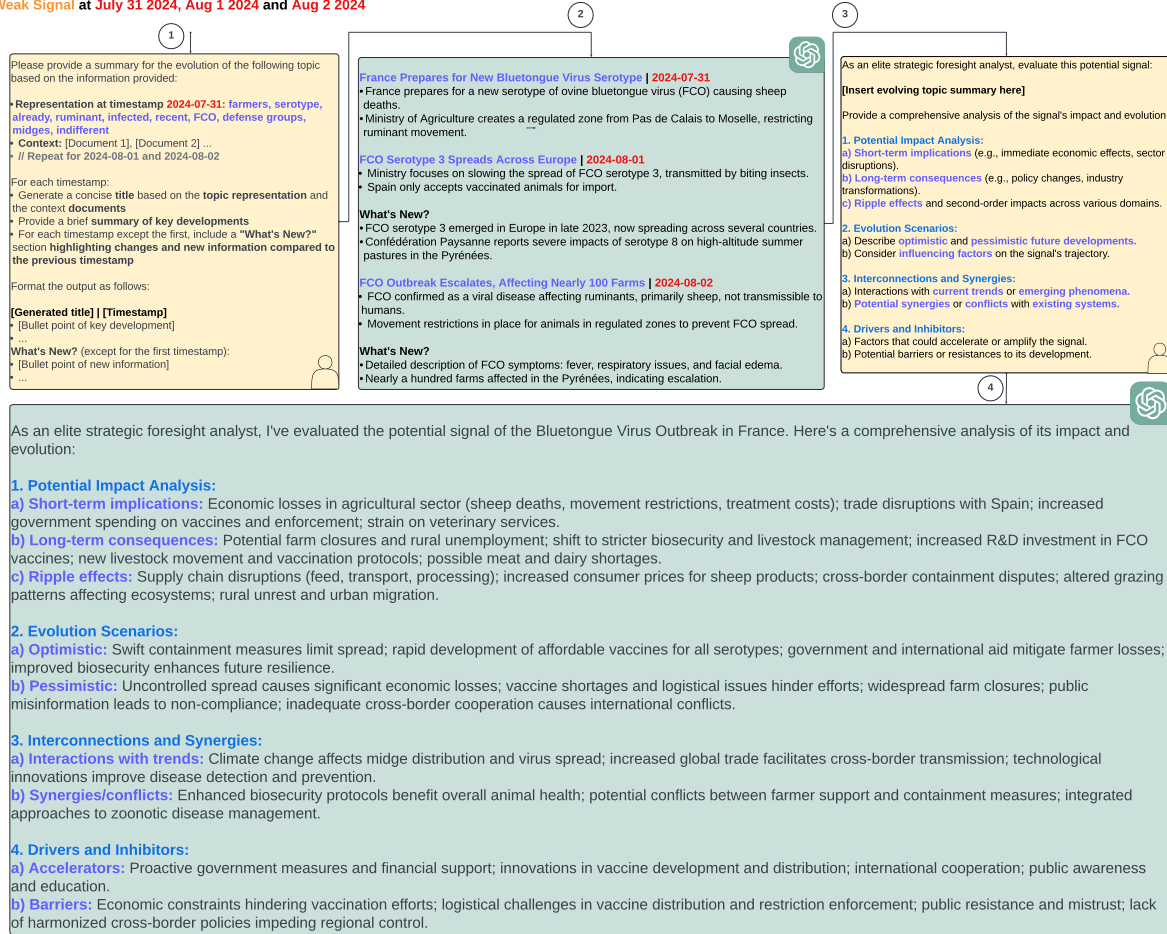 Weak Signal at July 31 2024, Aug 1 2024 and Aug 2 2024
1
Please provide a summary for the evolution of the following topic
based on the information provided:
• Representation at timestamp 2024-07-31: farmers, serotype,
already, ruminant, infected, recent, FCO, defense groups,
midges, indifferent
• Context: [Document 1], [Document 2] ...
• // Repeat for 2024-08-01 and 2024-08-02
For each timestamp:
• Generate a concise title based on the topic representation and
the context documents
• Provide a brief summary of key developments
• For each timestamp except the first, include a "What's New?"
section highlighting changes and new information compared to
the previous timestamp
Format the output as follows:
[Generated title] | [Timestamp]
• [Bullet point of key development]
• ...
What's New? (except for the first timestamp):
• [Bullet point of new information]
• ...
2
France Prepares for New Bluetongue Virus Serotype | 2024-07-31
• France prepares for a new serotype of ovine bluetongue virus (FCO) causing sheep
deaths.
• Ministry of Agriculture creates a regulated zone from Pas de Calais to Moselle, restricting
ruminant movement.
FCO Serotype 3 Spreads Across Europe | 2024-08-01
• Ministry focuses on slowing the spread of FCO serotype 3, transmitted by biting insects.
• Spain only accepts vaccinated animals for import.
What's New?
• FCO serotype 3 emerged in Europe in late 2023, now spreading across several countries.
• Confédération Paysanne reports severe impacts of serotype 8 on high-altitude summer
pastures in the Pyrénées.
FCO Outbreak Escalates, Affecting Nearly 100 Farms | 2024-08-02
• FCO confirmed as a viral disease affecting ruminants, primarily sheep, not transmissible to
humans.
• Movement restrictions in place for animals in regulated zones to prevent FCO spread.
What's New?
• Detailed description of FCO symptoms: fever, respiratory issues, and facial edema.
• Nearly a hundred farms affected in the Pyrénées, indicating escalation.
3
As an elite strategic foresight analyst, evaluate this potential signal:
[Insert evolving topic summary here]
Provide a comprehensive analysis of the signal's impact and evolution
1. Potential Impact Analysis:
a) Short-term implications (e.g., immediate economic effects, sector
disruptions).
b) Long-term consequences (e.g., policy changes, industry
transformations).
c) Ripple effects and second-order impacts across various domains.
2. Evolution Scenarios:
a) Describe optimistic and pessimistic future developments.
b) Consider influencing factors on the signal's trajectory.
3. Interconnections and Synergies:
a) Interactions with current trends or emerging phenomena.
b) Potential synergies or conflicts with existing systems.
4. Drivers and Inhibitors:
a) Factors that could accelerate or amplify the signal.
b) Potential barriers or resistances to its development.
4
As an elite strategic foresight analyst, I've evaluated the potential signal of the Bluetongue Virus Outbreak in France. Here's a comprehensive analysis of its impact and
evolution:
1. Potential Impact Analysis:
a) Short-term implications: Economic losses in agricultural sector (sheep deaths, movement restrictions, treatment costs); trade disruptions with Spain; increased
government spending on vaccines and enforcement; strain on veterinary services.
b) Long-term consequences: Potential farm closures and rural unemployment; shift to stricter biosecurity and livestock management; increased R&D investment in FCO
vaccines; new livestock movement and vaccination protocols; possible meat and dairy shortages.
c) Ripple effects: Supply chain disruptions (feed, transport, processing); increased consumer prices for sheep products; cross-border containment disputes; altered grazing
patterns affecting ecosystems; rural unrest and urban migration.
2. Evolution Scenarios:
a) Optimistic: Swift containment measures limit spread; rapid development of affordable vaccines for all serotypes; government and international aid mitigate farmer losses;
improved biosecurity enhances future resilience.
b) Pessimistic: Uncontrolled spread causes significant economic losses; vaccine shortages and logistical issues hinder efforts; widespread farm closures; public
misinformation leads to non-compliance; inadequate cross-border cooperation causes international conflicts.
3. Interconnections and Synergies:
a) Interactions with trends: Climate change affects midge distribution and virus spread; increased global trade facilitates cross-border transmission; technological
innovations improve disease detection and prevention.
b) Synergies/conflicts: Enhanced biosecurity protocols benefit overall animal health; potential conflicts between farmer support and containment measures; integrated
approaches to zoonotic disease management.
4. Drivers and Inhibitors:
a) Accelerators: Proactive government measures and financial support; innovations in vaccine development and distribution; international cooperation; public awareness
and education.
b) Barriers: Economic constraints hindering vaccination efforts; logistical challenges in vaccine distribution and restriction enforcement; public resistance and mistrust; lack
of harmonized cross-border policies impeding regional control.